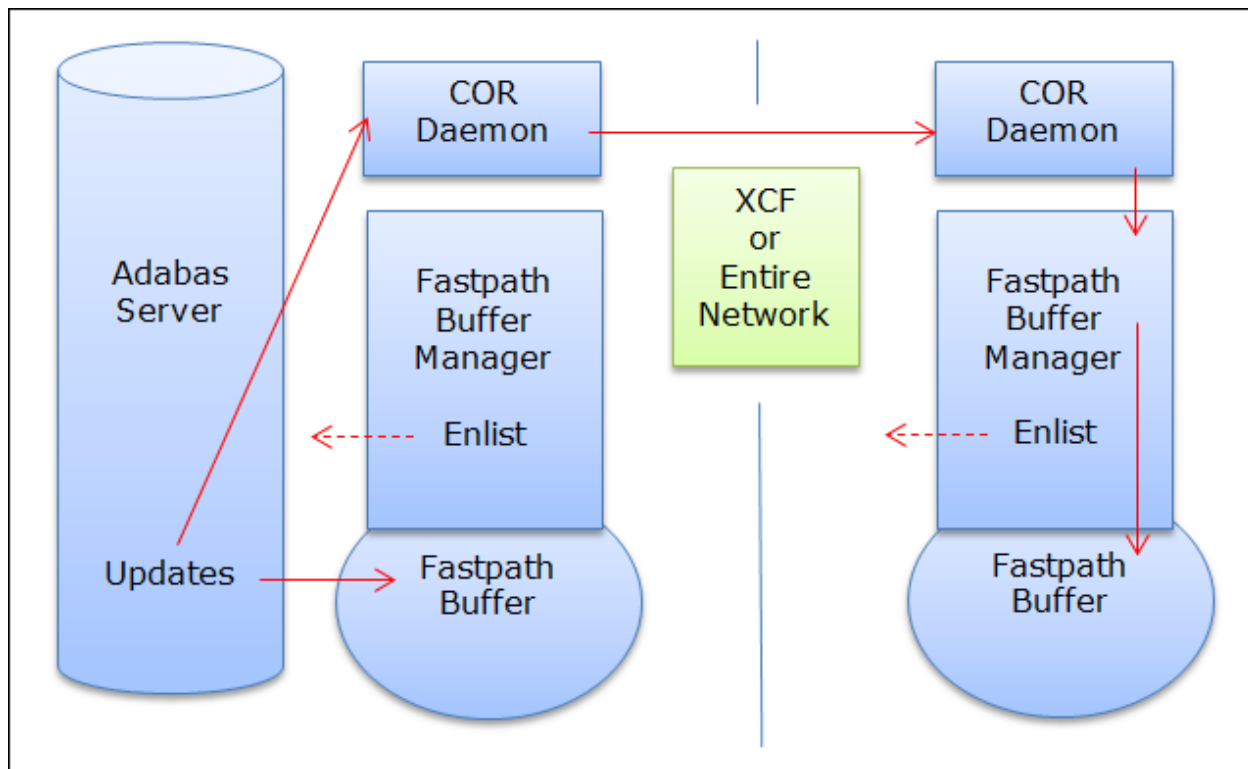 Adabas
Server
Updates
COR
Daemon
Fastpath
Buffer
Manager
Enlist
Fastpath
Buffer
XCF
or
Entire
Network
COR
Daemon
Fastpath
Buffer
Manager
Enlist
Fastpath
Buffer